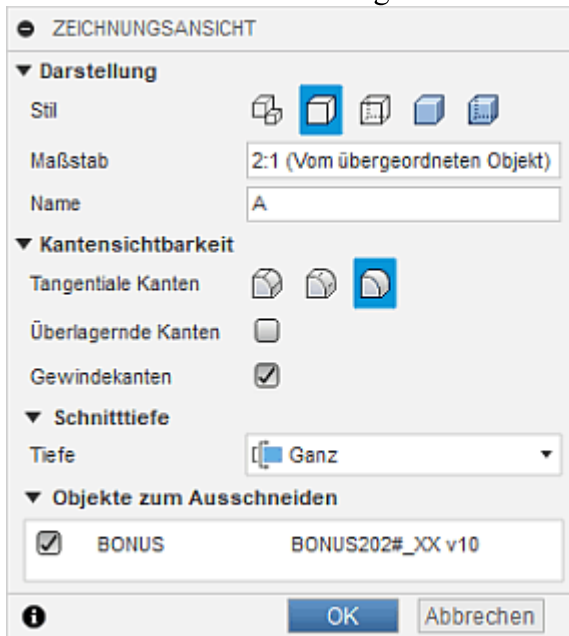 ZEICHNUNGSANSICHT
Darstellung
Stil
Maßstab 2:1 (Vom übergeordneten Objekt)
Name A
Kantensichtbarkeit
Tangentiale Kanten
Überlagernde Kanten
Gewindekanten
Schnitttiefe
Tiefe Ganz
Objekte zum Ausschneiden
BONUS BONUS202#_XX v10
OK Abbrechen